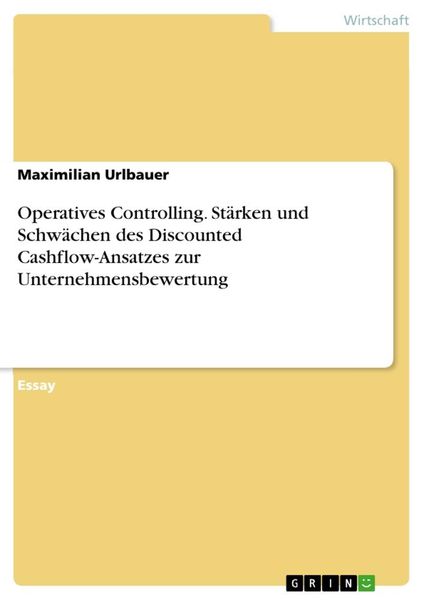 Wirtschaft
Maximilian Urlbauer
Operatives Controlling. Stärken und
Schwächen des Discounted
Cashflow-Ansatzes zur
Unternehmensbewertung
Essay
GRIN